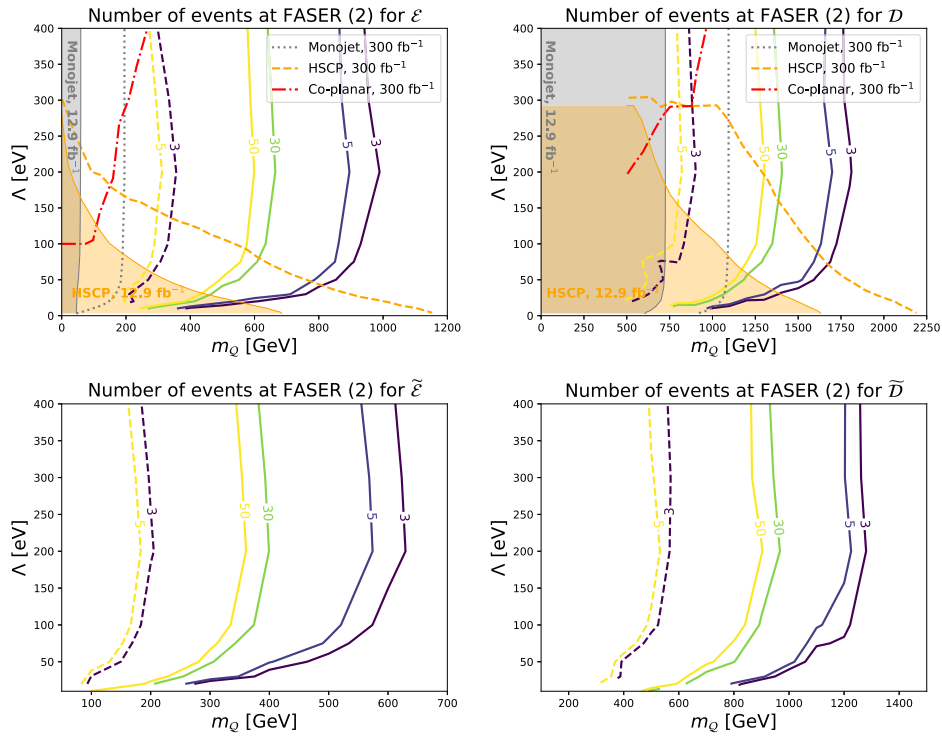 Number of events at FASER (2) for ℰ
Monojet, 300 fb⁻¹
HSCP, 300 fb⁻¹
Co-planar, 300 fb⁻¹
Monojet, 12.9 fb⁻¹
HSCP, 12.9 fb⁻¹
5
3
50
30
5
3
400
350
300
250
200
150
100
50
0
Λ [eV]
0 200 400 600 800 1000 1200
m_𝒬 [GeV]
Number of events at FASER (2) for 𝒟
Monojet, 300 fb⁻¹
HSCP, 300 fb⁻¹
Co-planar, 300 fb⁻¹
Monojet, 12.9 fb⁻¹
HSCP, 12.9 fb
5
3
50
30
5
3
400
350
300
250
200
150
100
50
0
Λ [eV]
0 250 500 750 1000 1250 1500 1750 2000 2250
m_𝒬 [GeV]
Number of events at FASER (2) for ℰ̃
5
3
50
30
5
3
400
350
300
250
200
150
100
50
Λ [eV]
100 200 300 400 500 600 700
m_𝒬 [GeV]
Number of events at FASER (2) for 𝒟̃
5
3
50
30
5
3
400
350
300
250
200
150
100
50
Λ [eV]
200 400 600 800 1000 1200 1400
m_𝒬 [GeV]